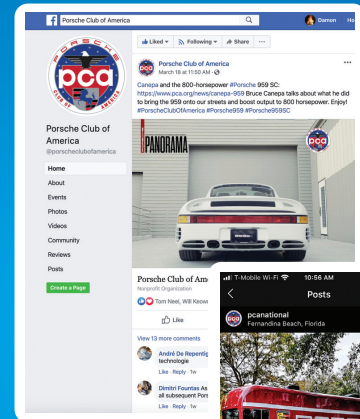 Porsche Club of America
Damon
Ho
PORSCHE
pca
CLUB OF AMERICA
Liked
Following
Share
Porsche Club of America
March 18 at 11:50 AM
Canepa and the 800-horsepower #Porsche 959 SC:
https://www.pca.org/news/canepa-959 Bruce Canepa talks about what he did
to bring the 959 onto our streets and boost output to 800 horsepower. Enjoy!
#PorscheClubOfAmerica #Porsche959 #Porsche959SC
Porsche Club of
America
@porscheclubofamerica
Home
About
Events
Photos
Videos
Community
Reviews
Posts
Create a Page
PANORAMA
pca
Porsche Club of Am
Nonprofit Organization
Tom Neel, Will Keown
Like
View 13 more comments
André De Repentig
technologie
Like · Reply · 1w
Dimitri Fountas As
all subsequent Pors
Like · Reply · 1w
T-Mobile Wi-Fi
10:56 AM
Posts
pcanational
Fernandina Beach, Florida